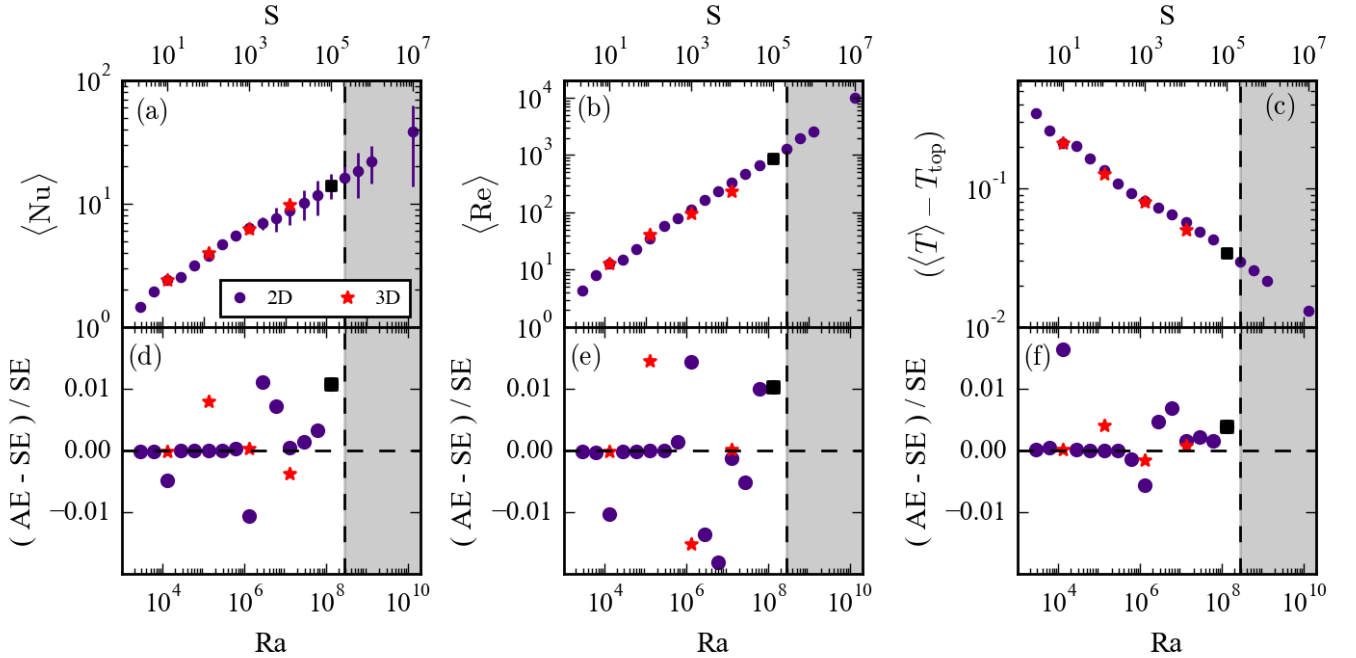 S S S
10^1 10^3 10^5 10^7 10^1 10^3 10^5 10^7 10^1 10^3 10^5 10^7
(a) (b) (c)
⟨Nu⟩
10^2
10^1
10^0
2D 3D
⟨Re⟩
10^4
10^3
10^2
10^1
10^0
(⟨T⟩ − T_top)
10^-1
10^-2
(d) (e) (f)
( AE - SE ) / SE
0.01
0.00
−0.01
( AE - SE ) / SE
0.01
0.00
−0.01
( AE - SE ) / SE
0.01
0.00
−0.01
10^4 10^6 10^8 10^10 10^4 10^6 10^8 10^10 10^4 10^6 10^8 10^10
Ra Ra Ra